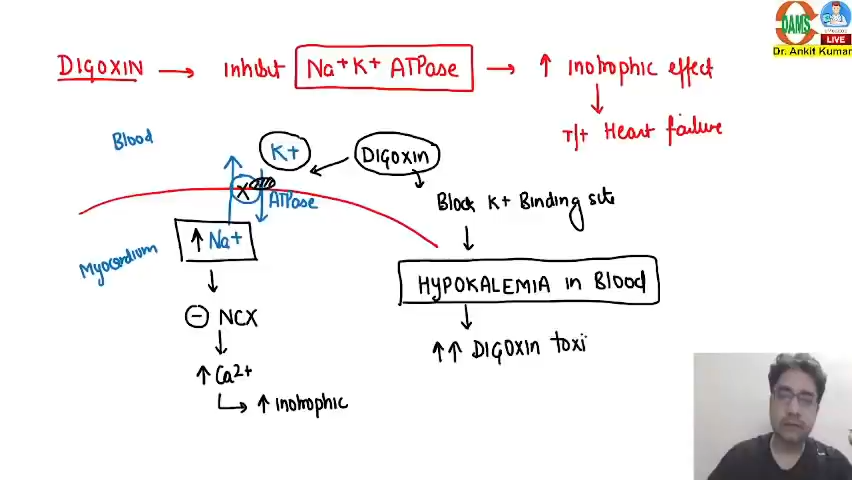 DAMS
LIVE
Dr. Ankit Kumar
DIGOXIN → Inhibit Na+K+ ATPase → ↑ Inotrophic effect
T/t Heart failure
Blood
K+
DIGOXIN
X
ATPase
Block K+ Binding site
Myocardium
↑ Na+
HYPOKALEMIA in Blood
⊖ NCX
↑↑ DIGOXIN toxi
↑ Ca2+
↑ Inotrophic